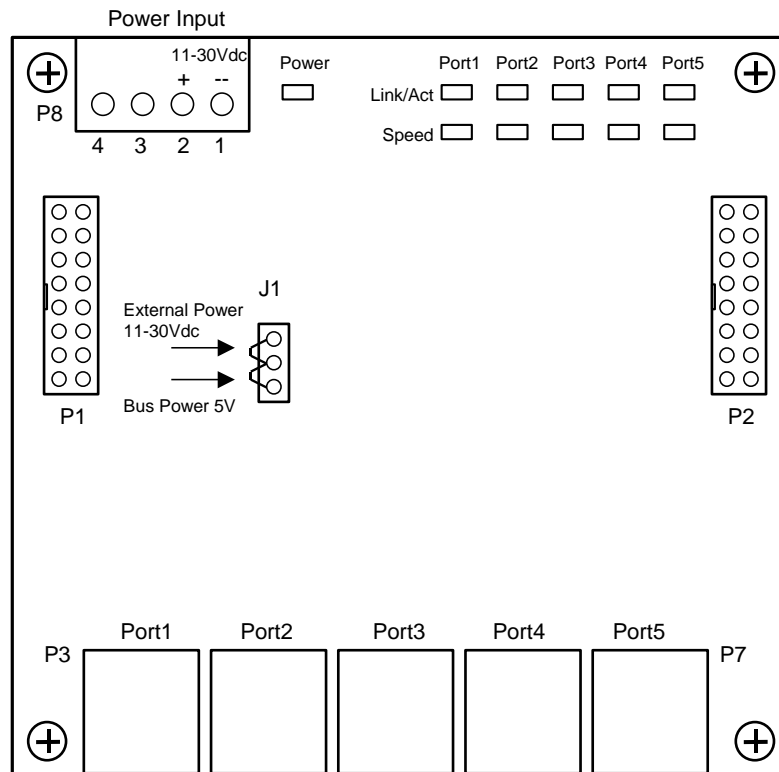 Power Input
11-30Vdc
+ --
P8
4 3 2 1
Power
Port1 Port2 Port3 Port4 Port5
Link/Act
Speed
J1
External Power
11-30Vdc
Bus Power 5V
P1
P2
Port1 Port2 Port3 Port4 Port5
P3
P7